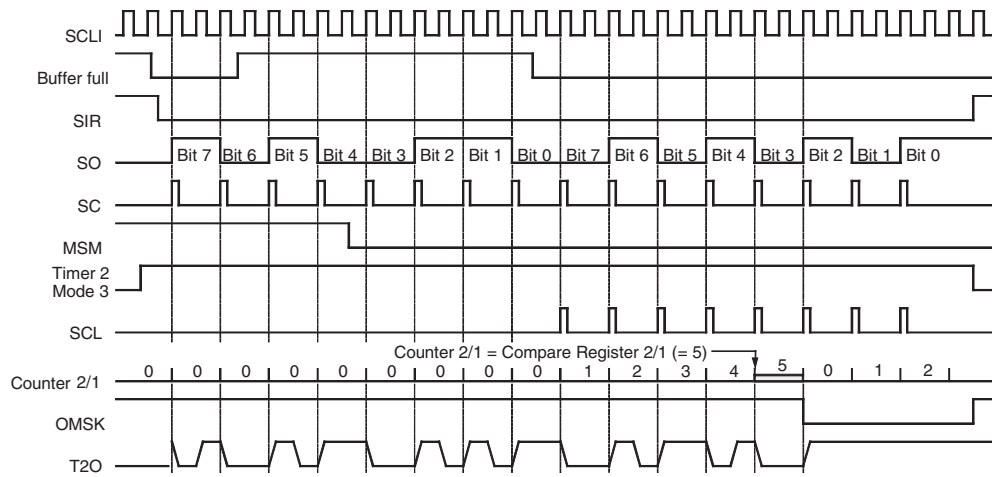 SCLI
Buffer full
SIR
SO Bit 7 Bit 6 Bit 5 Bit 4 Bit 3 Bit 2 Bit 1 Bit 0 Bit 7 Bit 6 Bit 5 Bit 4 Bit 3 Bit 2 Bit 1 Bit 0
SC
MSM
Timer 2
Mode 3
SCL
Counter 2/1 = Compare Register 2/1 (= 5)
Counter 2/1 0 0 0 0 0 0 0 0 0 1 2 3 4 5 0 1 2
OMSK
T2O